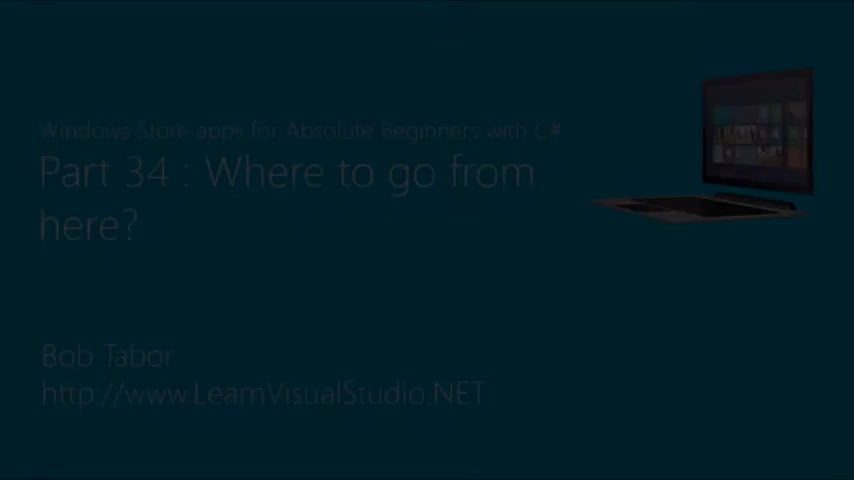 Windows Store apps for Absolute Beginners with C#
Part 34 : Where to go from
here?
Bob Tabor
http://www.LearnVisualStudio.NET